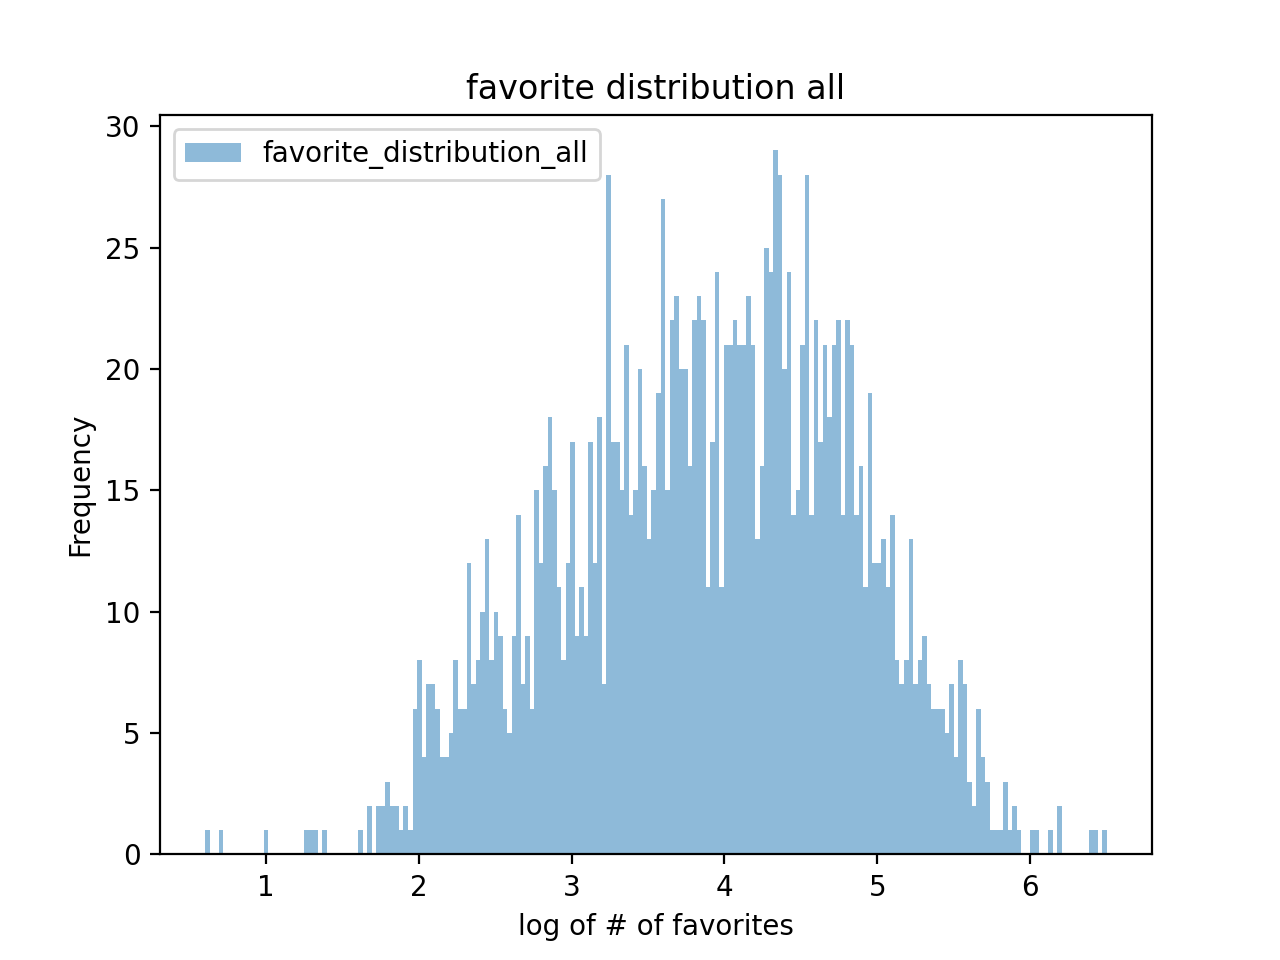 favorite distribution all
favorite_distribution_all
30
25
20
15
10
5
0
Frequency
1 2 3 4 5 6
log of # of favorites